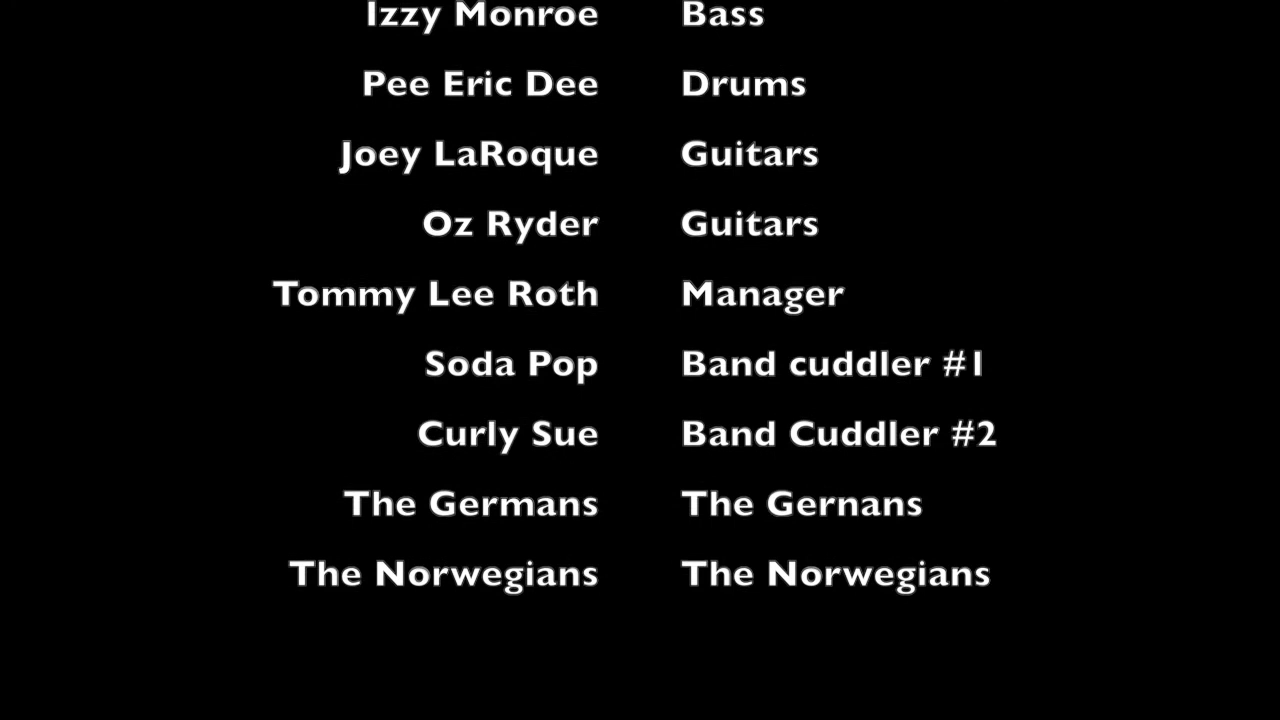 Izzy Monroe Bass
Pee Eric Dee Drums
Joey LaRoque Guitars
Oz Ryder Guitars
Tommy Lee Roth Manager
Soda Pop Band cuddler #1
Curly Sue Band Cuddler #2
The Germans The Gernans
The Norwegians The Norwegians